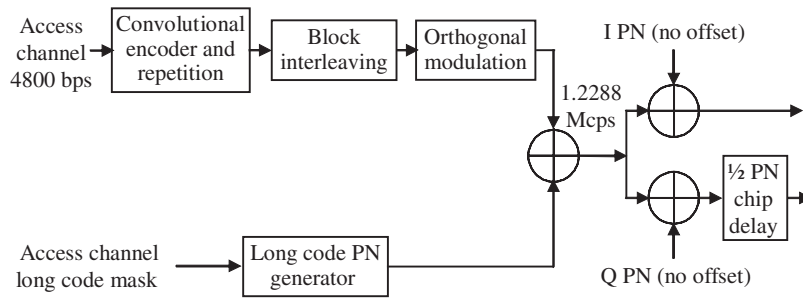 Access
channel
4800 bps
Convolutional
encoder and
repetition
Block
interleaving
Orthogonal
modulation
I PN (no offset)
1.2288
Mcps
½ PN
chip
delay
Access channel
long code mask
Long code PN
generator
Q PN (no offset)